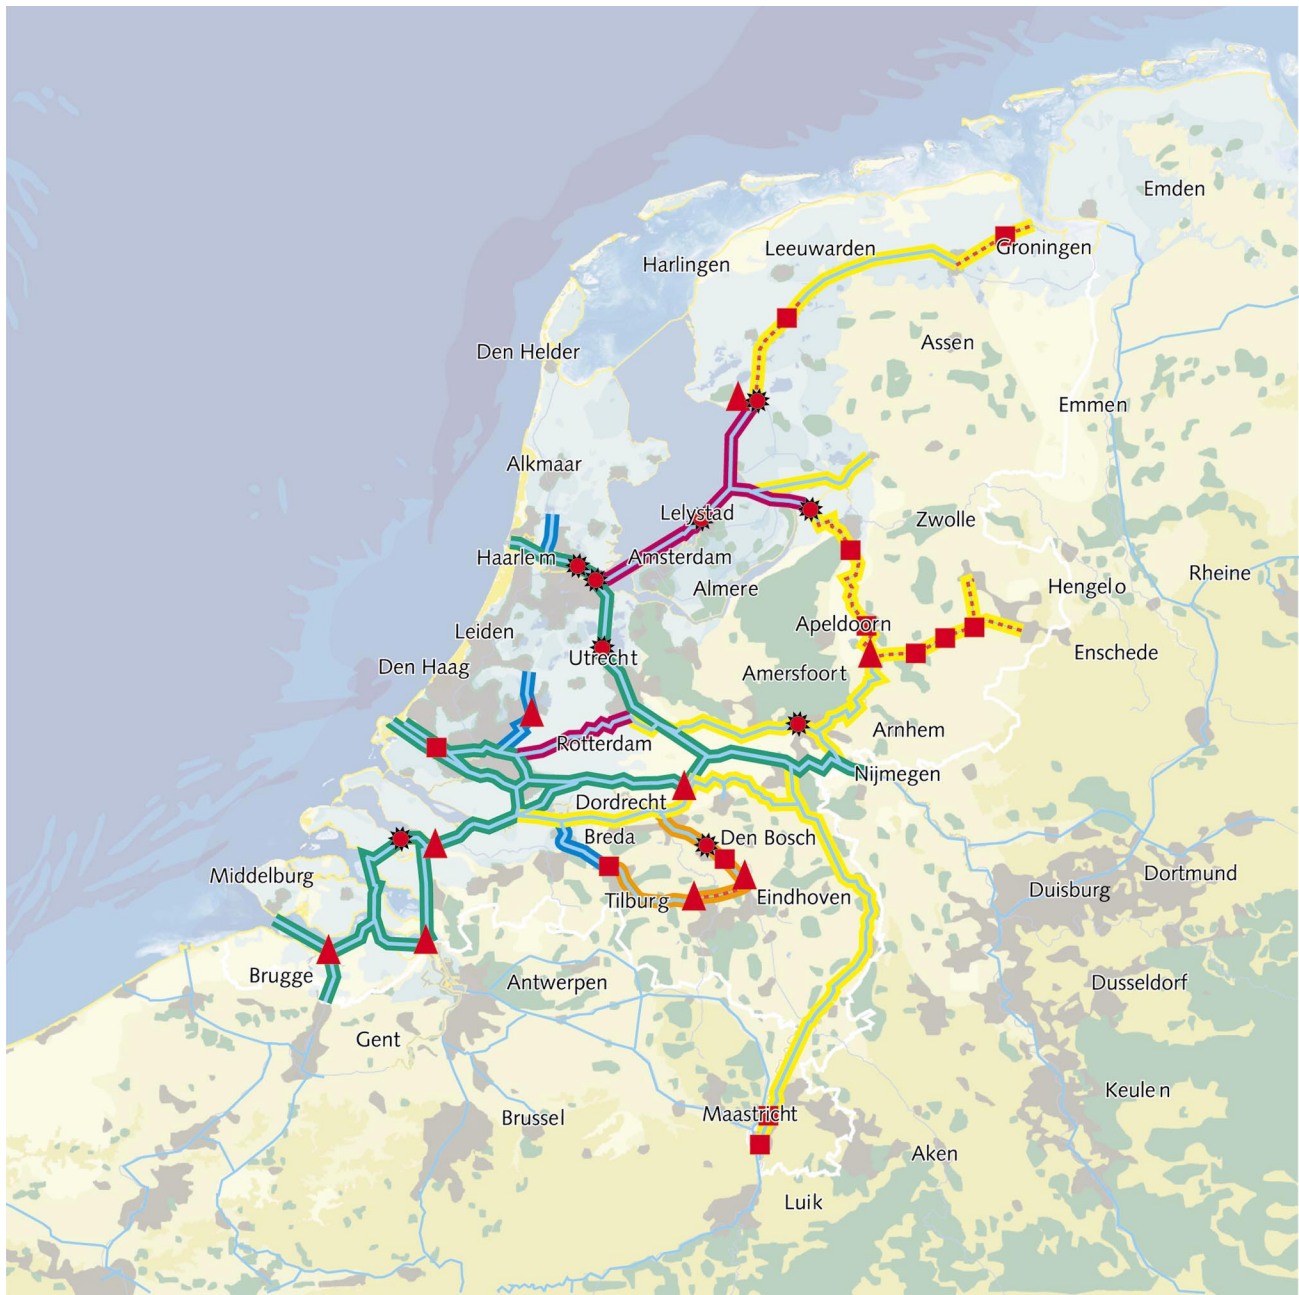 Emden
Groningen
Leeuwarden
Harlingen
Assen
Den Helder
Emmen
Alkmaar
Lelystad
Zwolle
Haarlem
Amsterdam
Rheine
Hengelo
Almere
Leiden
Apeldoorn
Enschede
Utrecht
Den Haag
Amersfoort
Arnhem
Rotterdam
Nijmegen
Dordrecht
Breda
Den Bosch
Middelburg
Dortmund
Duisburg
Tilburg
Eindhoven
Brugge
Antwerpen
Dusseldorf
Gent
Keulen
Maastricht
Brussel
Aken
Luik